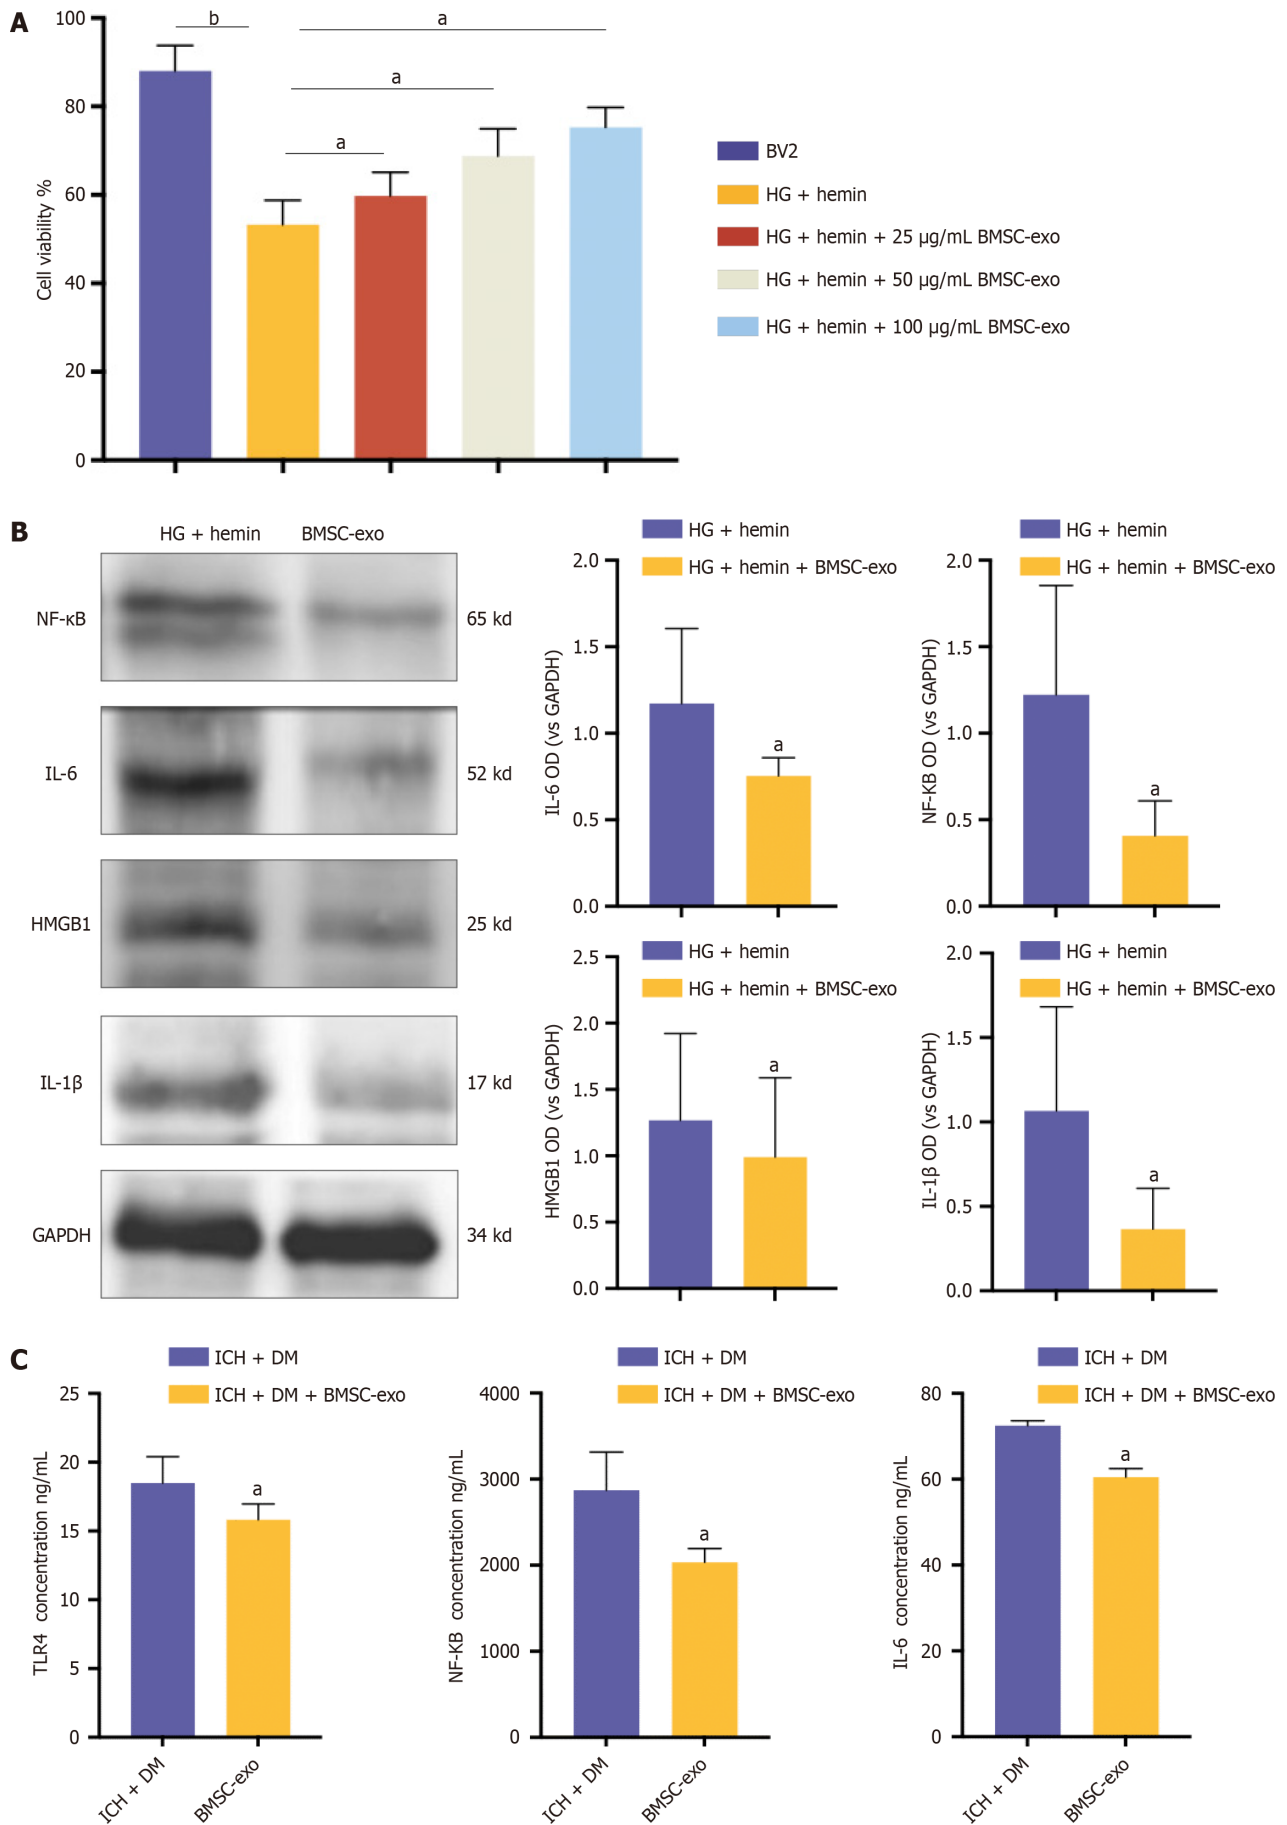 A
b
a
a
a
100
80
60
40
20
0
Cell viability %
BV2
HG + hemin
HG + hemin + 25 µg/mL BMSC-exo
HG + hemin + 50 µg/mL BMSC-exo
HG + hemin + 100 µg/mL BMSC-exo
B
HG + hemin
BMSC-exo
NF-κB
65 kd
IL-6
52 kd
HMGB1
25 kd
IL-1β
17 kd
GAPDH
34 kd
HG + hemin
HG + hemin + BMSC-exo
2.0
1.5
1.0
0.5
0.0
IL-6 OD (vs GAPDH)
a
HG + hemin
HG + hemin + BMSC-exo
2.0
1.5
1.0
0.5
0.0
NF-KB OD (vs GAPDH)
a
HG + hemin
HG + hemin + BMSC-exo
2.5
2.0
1.5
1.0
0.5
0.0
HMGB1 OD (vs GAPDH)
a
HG + hemin
HG + hemin + BMSC-exo
2.0
1.5
1.0
0.5
0.0
IL-1β OD (vs GAPDH)
a
C
ICH + DM
ICH + DM + BMSC-exo
25
20
15
10
5
0
TLR4 concentration ng/mL
a
ICH + DM
BMSC-exo
ICH + DM
ICH + DM + BMSC-exo
4000
3000
2000
1000
0
NF-KB concentration ng/mL
a
ICH + DM
BMSC-exo
ICH + DM
ICH + DM + BMSC-exo
80
60
40
20
0
IL-6 concentration ng/mL
a
ICH + DM
BMSC-exo